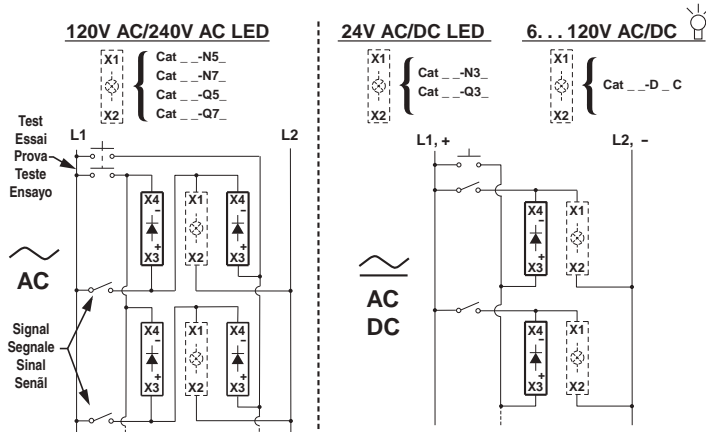 120V AC/240V AC LED
X1
X2
Cat _ _-N5_
Cat _ _-N7_
Cat _ _-Q5_
Cat _ _-Q7_
Test
Essai
Prova
Teste
Ensayo
L1
L2
X4
–
+
X3
X1
X2
X4
–
+
X3
AC
Signal
Segnale
Sinal
Senāl
X4
–
+
X3
X1
X2
X4
–
+
X3
24V AC/DC LED
X1
X2
Cat _ _-N3_
Cat _ _-Q3_
6. . . 120V AC/DC
X1
X2
Cat _ _-D _ C
L1, +
L2, –
X4
–
+
X3
X1
X2
AC
DC
X4
–
+
X3
X1
X2